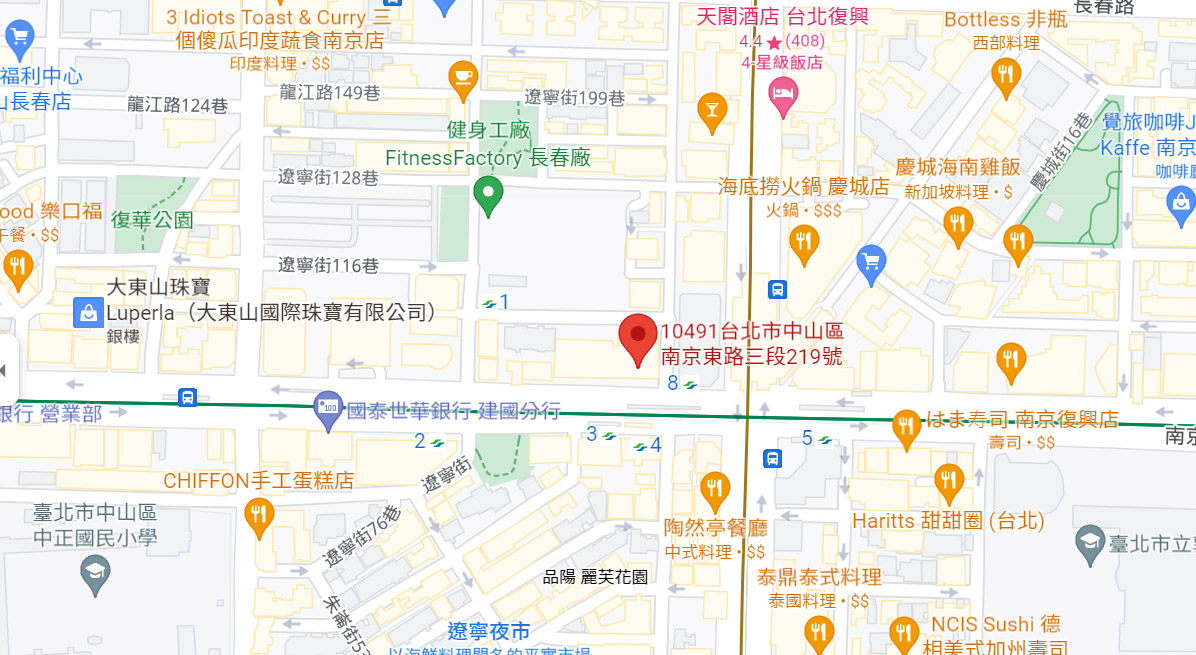 3 Idiots Toast & Curry 三
個傻瓜印度蔬食南京店
印度料理・$$
天閣酒店 台北復興
4.4★(408)
4-星級飯店
Bottless 非瓶
西部料理
長春路
福利中心
山長春店
龍江路124巷
龍江路149巷
遼寧街199巷
健身工廠
FitnessFactory 長春廠
慶城街16巷
覺旅咖啡J
Kaffe 南京
遼寧街128巷
海底撈火鍋 慶城店
火鍋・$$$
慶城海南雞飯
新加坡料理・$
ood 樂口福
午餐・$$
復華公園
遼寧街116巷
大東山珠寶
Luperla（大東山國際珠寶有限公司）
銀樓
1
10491台北市中山區
南京東路三段219號
8
銀行 營業部
100
國泰世華銀行 建國分行
はま寿司 南京復興店
壽司・$$
2
3
4
5
南京
CHIFFON手工蛋糕店
遼寧街
臺北市中山區
中正國民小學
遼寧街76巷
陶然亭餐廳
中式料理・$$
Haritts 甜甜圈 (台北)
臺北市立
品陽 麗芙花園
泰鼎泰式料理
泰國料理・$$
朱崙街
遼寧夜市
NCIS Sushi 德
相美式加州壽司